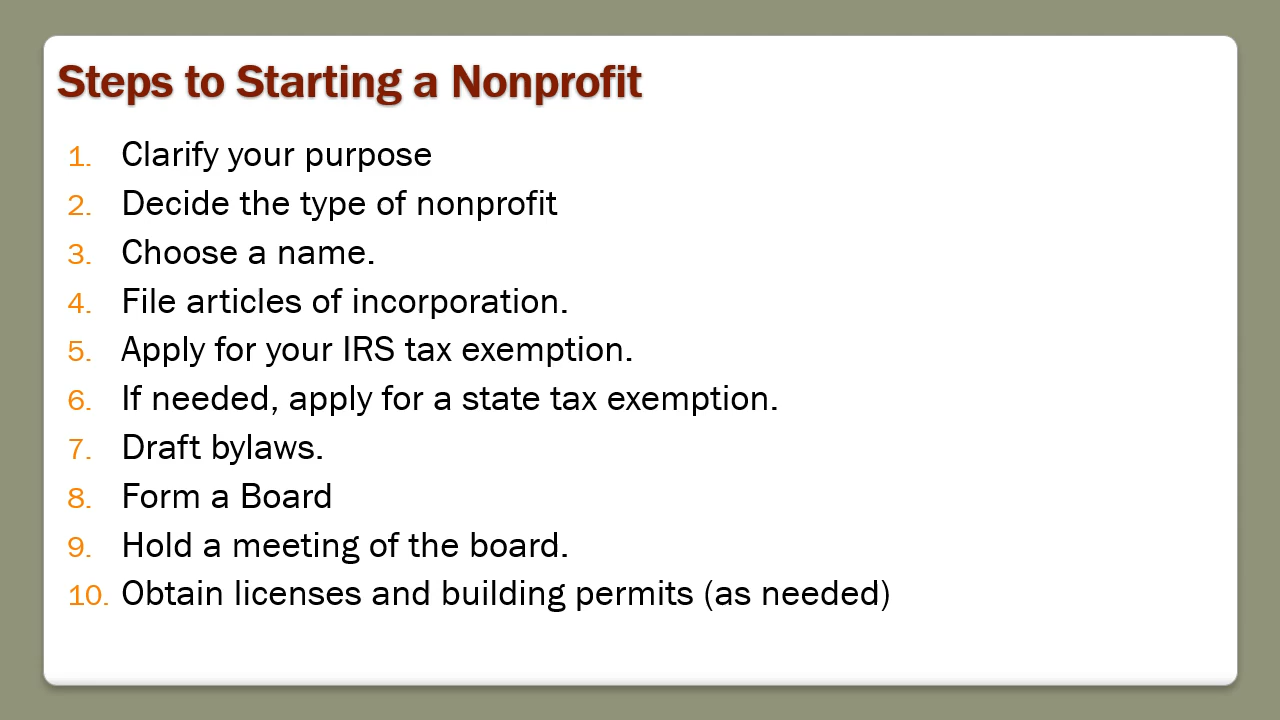 Steps to Starting a Nonprofit
1. Clarify your purpose
2. Decide the type of nonprofit
3. Choose a name.
4. File articles of incorporation.
5. Apply for your IRS tax exemption.
6. If needed, apply for a state tax exemption.
7. Draft bylaws.
8. Form a Board
9. Hold a meeting of the board.
10. Obtain licenses and building permits (as needed)